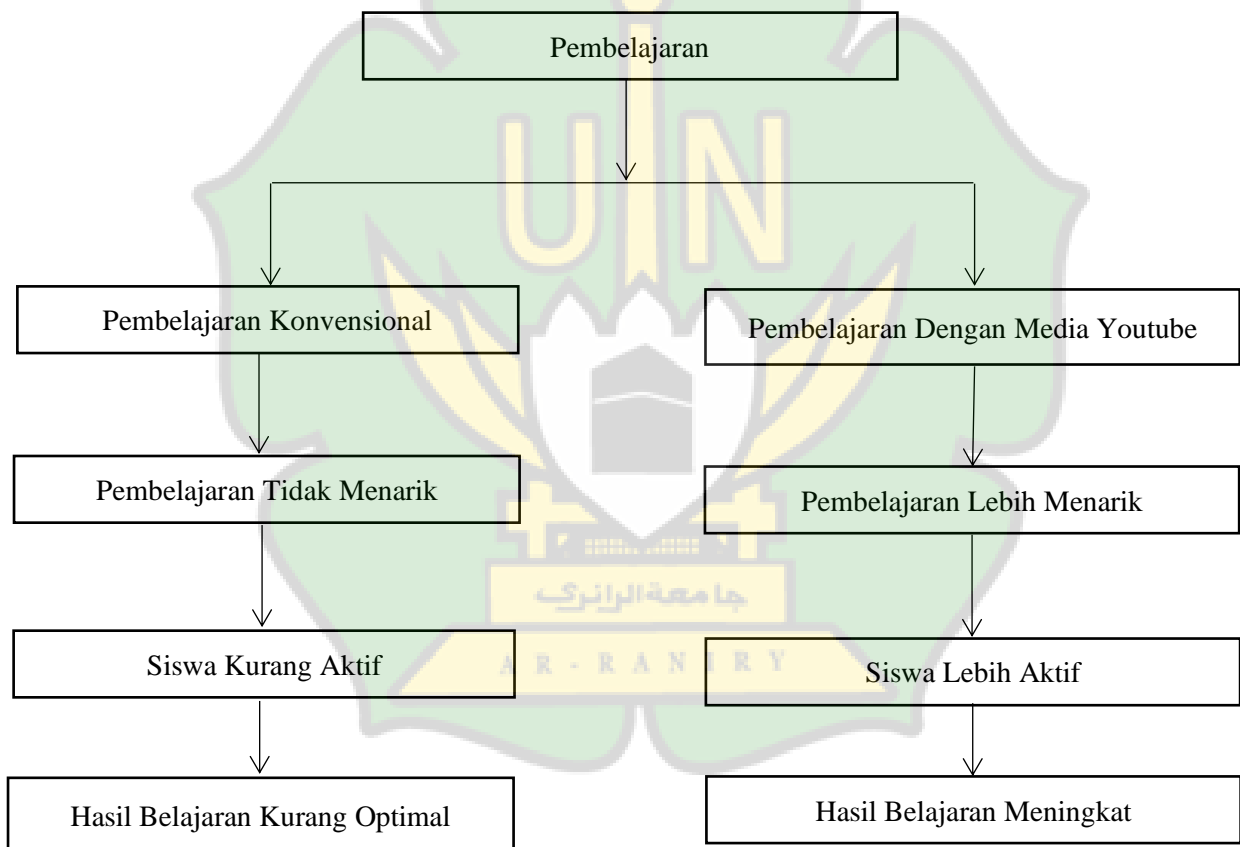 Pembelajaran
UIN
Pembelajaran Konvensional
Pembelajaran Dengan Media Youtube
Pembelajaran Tidak Menarik
Pembelajaran Lebih Menarik
جامعة الرانري
Siswa Kurang Aktif
AR-RANIRY
Siswa Lebih Aktif
Hasil Belajaran Kurang Optimal
Hasil Belajaran Meningkat